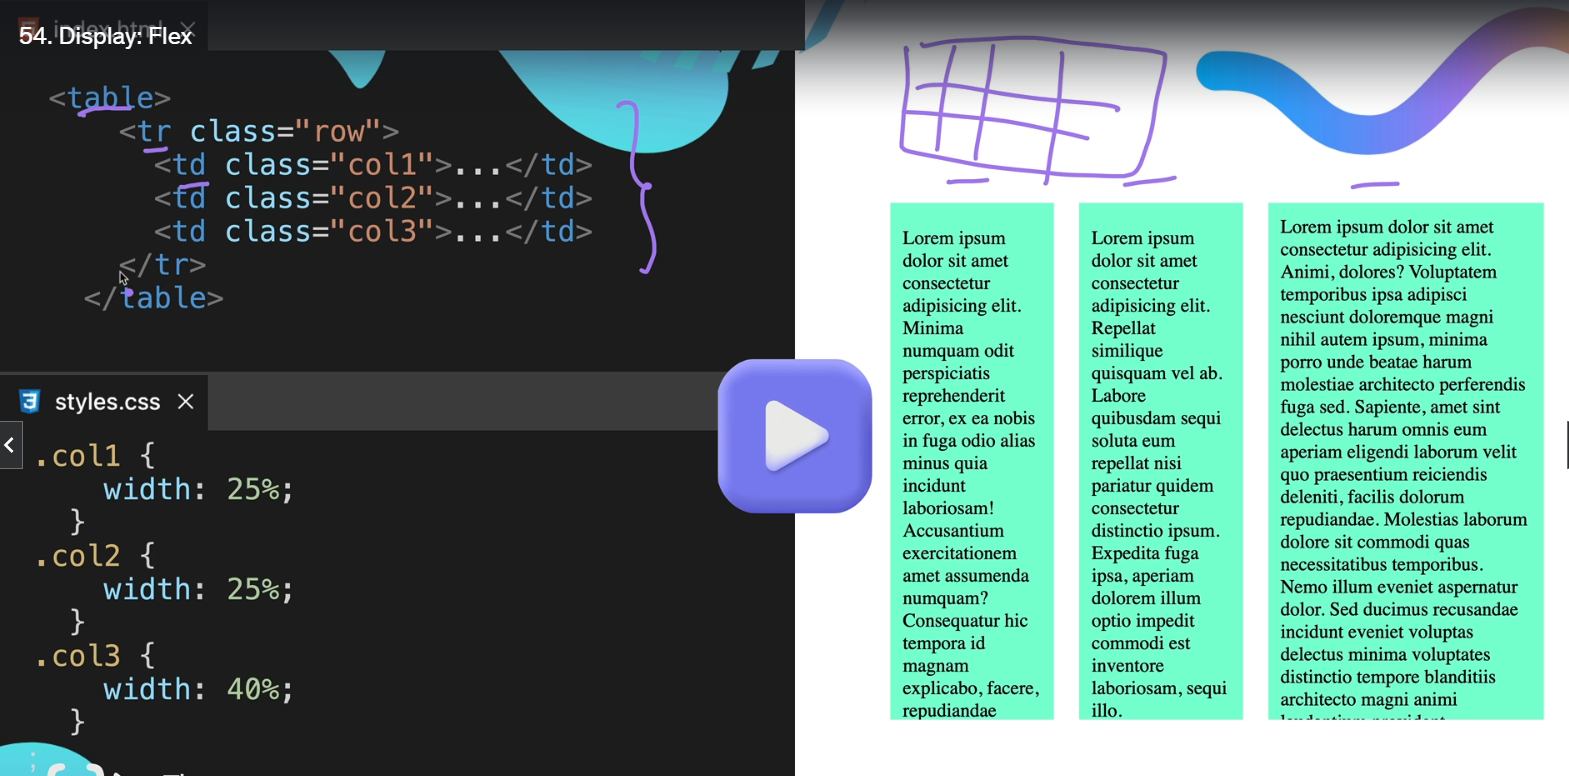 index.html
54. Display: Flex
<table>
<tr class="row">
<td class="col1">...</td>
<td class="col2">...</td>
<td class="col3">...</td>
</tr>
</table>
styles.css
.col1 {
width: 25%;
}
.col2 {
width: 25%;
}
.col3 {
width: 40%;
}
Lorem ipsum
dolor sit amet
consectetur
adipisicing elit.
Minima
numquam odit
perspiciatis
reprehenderit
error, ex ea nobis
in fuga odio alias
minus quia
incidunt
laboriosam!
Accusantium
exercitationem
amet assumenda
numquam?
Consequatur hic
tempora id
magnam
explicabo, facere,
repudiandae
Lorem ipsum
dolor sit amet
consectetur
adipisicing elit.
Repellat
similique
quisquam vel ab.
Labore
quibusdam sequi
soluta eum
repellat nisi
pariatur quidem
consectetur
distinctio ipsum.
Expedita fuga
ipsa, aperiam
dolorem illum
optio impedit
commodi est
inventore
laboriosam, sequi
illo.
Lorem ipsum dolor sit amet
consectetur adipisicing elit.
Animi, dolores? Voluptatem
temporibus ipsa adipisci
nesciunt doloremque magni
nihil autem ipsum, minima
porro unde beatae harum
molestiae architecto perferendis
fuga sed. Sapiente, amet sint
delectus harum omnis eum
aperiam eligendi laborum velit
quo praesentium reiciendis
deleniti, facilis dolorum
repudiandae. Molestias laborum
dolore sit commodi quas
necessitatibus temporibus.
Nemo illum eveniet aspernatur
dolor. Sed ducimus recusandae
incidunt eveniet voluptas
delectus minima voluptates
distinctio tempore blanditiis
architecto magni animi